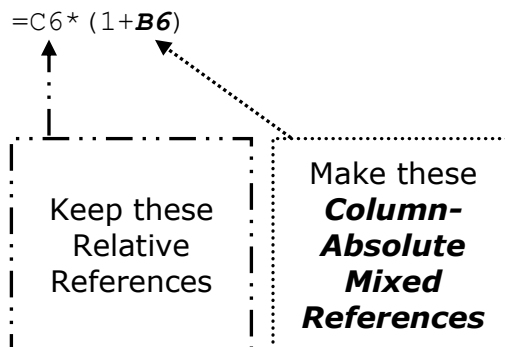 =C6*(1+B6)
Keep these
Relative
References
Make these
Column-
Absolute
Mixed
References